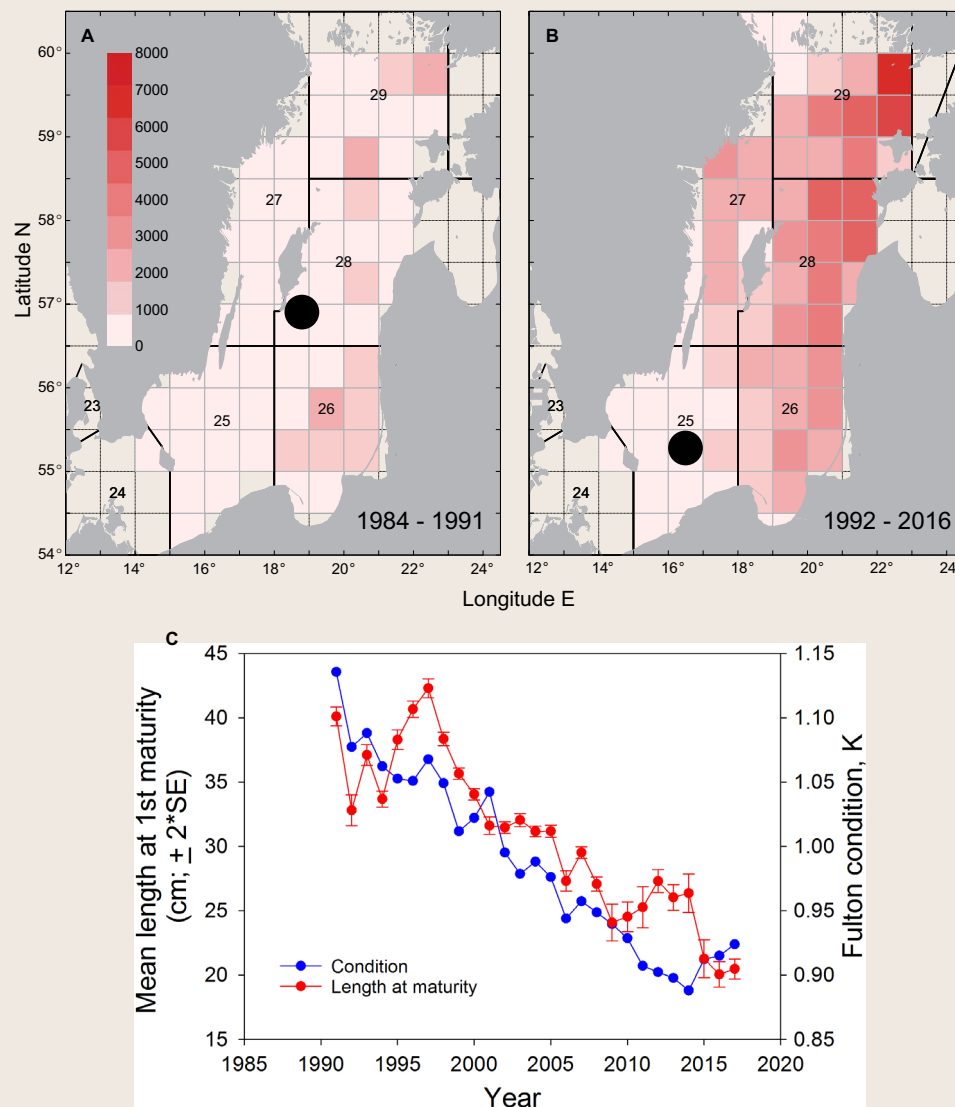 A
B
60°
59°
58°
57°
56°
55°
54°
Latitude N
8000
7000
6000
5000
4000
3000
2000
1000
0
29
27
28
25
26
23
24
1984 - 1991
12° 14° 16° 18° 20° 22° 24°
29
27
28
25
26
23
24
1992 - 2016
12° 14° 16° 18° 20° 22° 24°
Longitude E
C
Mean length at 1st maturity
(cm; ± 2*SE)
45
40
35
30
25
20
15
1.15
1.10
1.05
1.00
0.95
0.90
0.85
Fulton condition, K
Condition
Length at maturity
1985 1990 1995 2000 2005 2010 2015 2020
Year